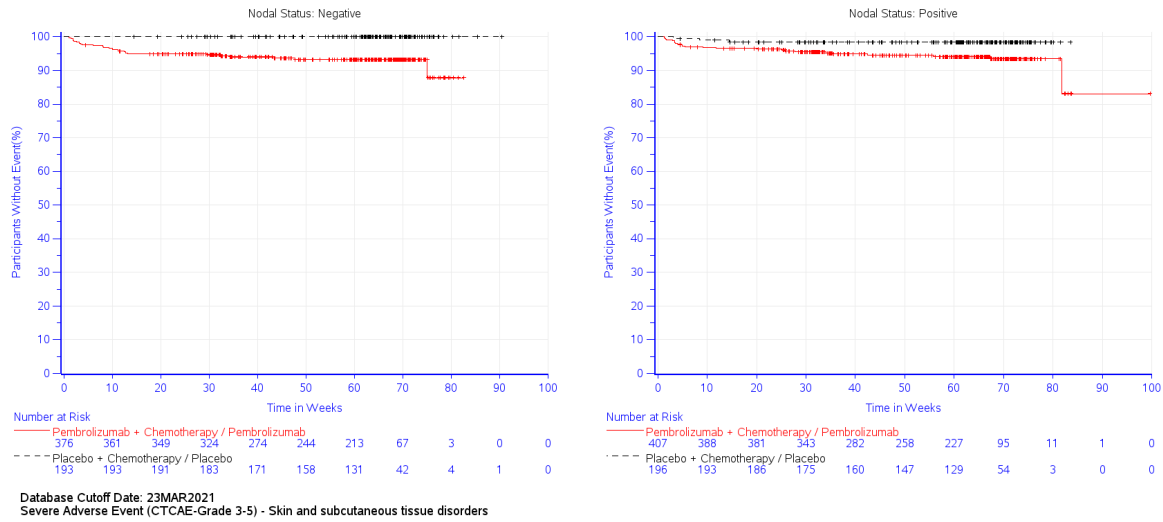 Nodal Status: Negative
Participants Without Event(%)
100
90
80
70
60
50
40
30
20
10
0
0 10 20 30 40 50 60 70 80 90 100
Time in Weeks
Number at Risk
Pembrolizumab + Chemotherapy / Pembrolizumab
376 361 349 324 274 244 213 67 3 0 0
Placebo + Chemotherapy / Placebo
193 193 191 183 171 158 131 42 4 1 0
Nodal Status: Positive
Participants Without Event(%)
100
90
80
70
60
50
40
30
20
10
0
0 10 20 30 40 50 60 70 80 90 100
Time in Weeks
Number at Risk
Pembrolizumab + Chemotherapy / Pembrolizumab
407 388 381 343 282 258 227 95 11 1 0
Placebo + Chemotherapy / Placebo
196 193 186 175 160 147 129 54 3 0 0
Database Cutoff Date: 23MAR2021
Severe Adverse Event (CTCAE-Grade 3-5) - Skin and subcutaneous tissue disorders